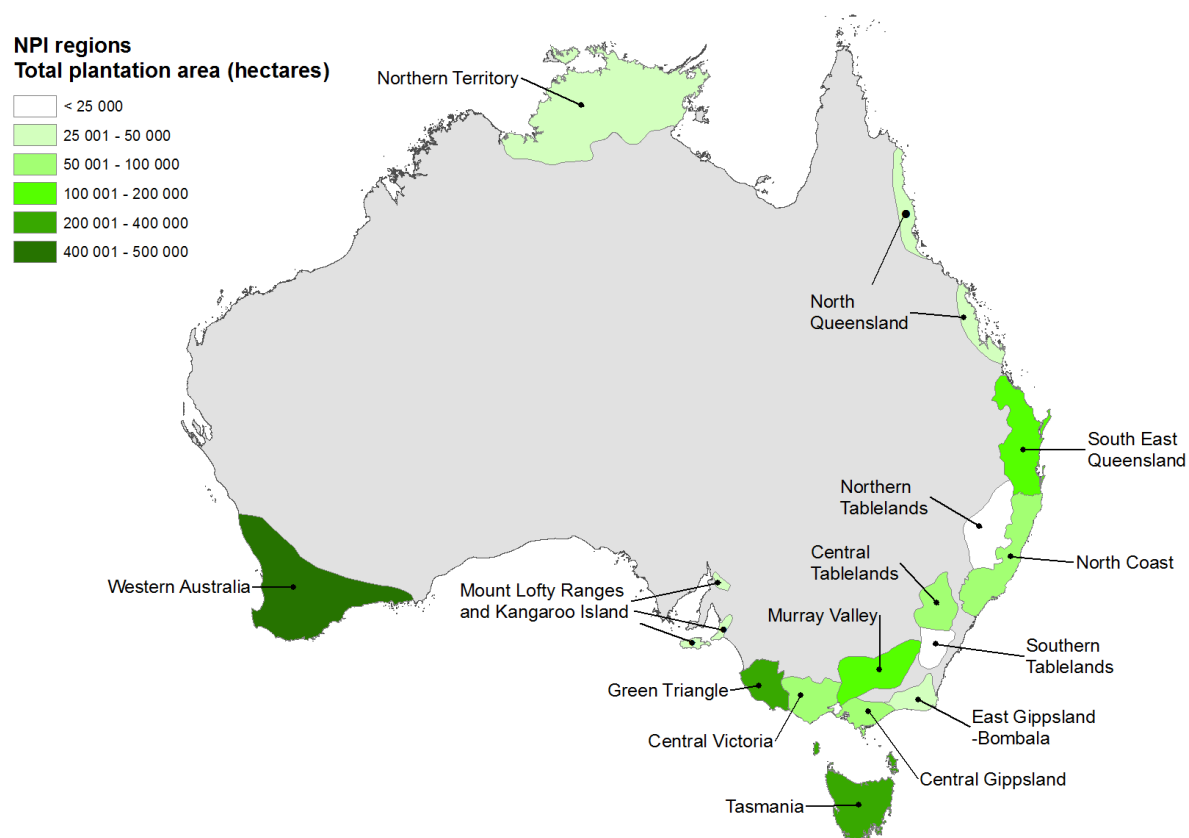 NPI regions
Total plantation area (hectares)
< 25 000
25 001 - 50 000
50 001 - 100 000
100 001 - 200 000
200 001 - 400 000
400 001 - 500 000
Northern Territory
North
Queensland
South East
Queensland
Northern
Tablelands
North Coast
Central
Tablelands
Western Australia
Mount Lofty Ranges
and Kangaroo Island
Murray Valley
Southern
Tablelands
Green Triangle
East Gippsland
-Bombala
Central Victoria
Central Gippsland
Tasmania